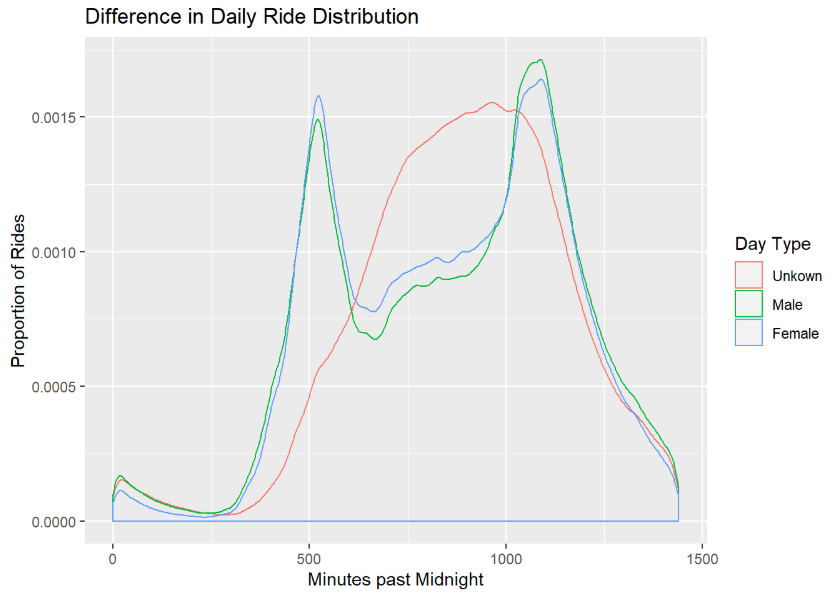 Difference in Daily Ride Distribution
Proportion of Rides
0.0015
0.0010
0.0005
0.0000
0
500
1000
1500
Minutes past Midnight
Day Type
Unkown
Male
Female